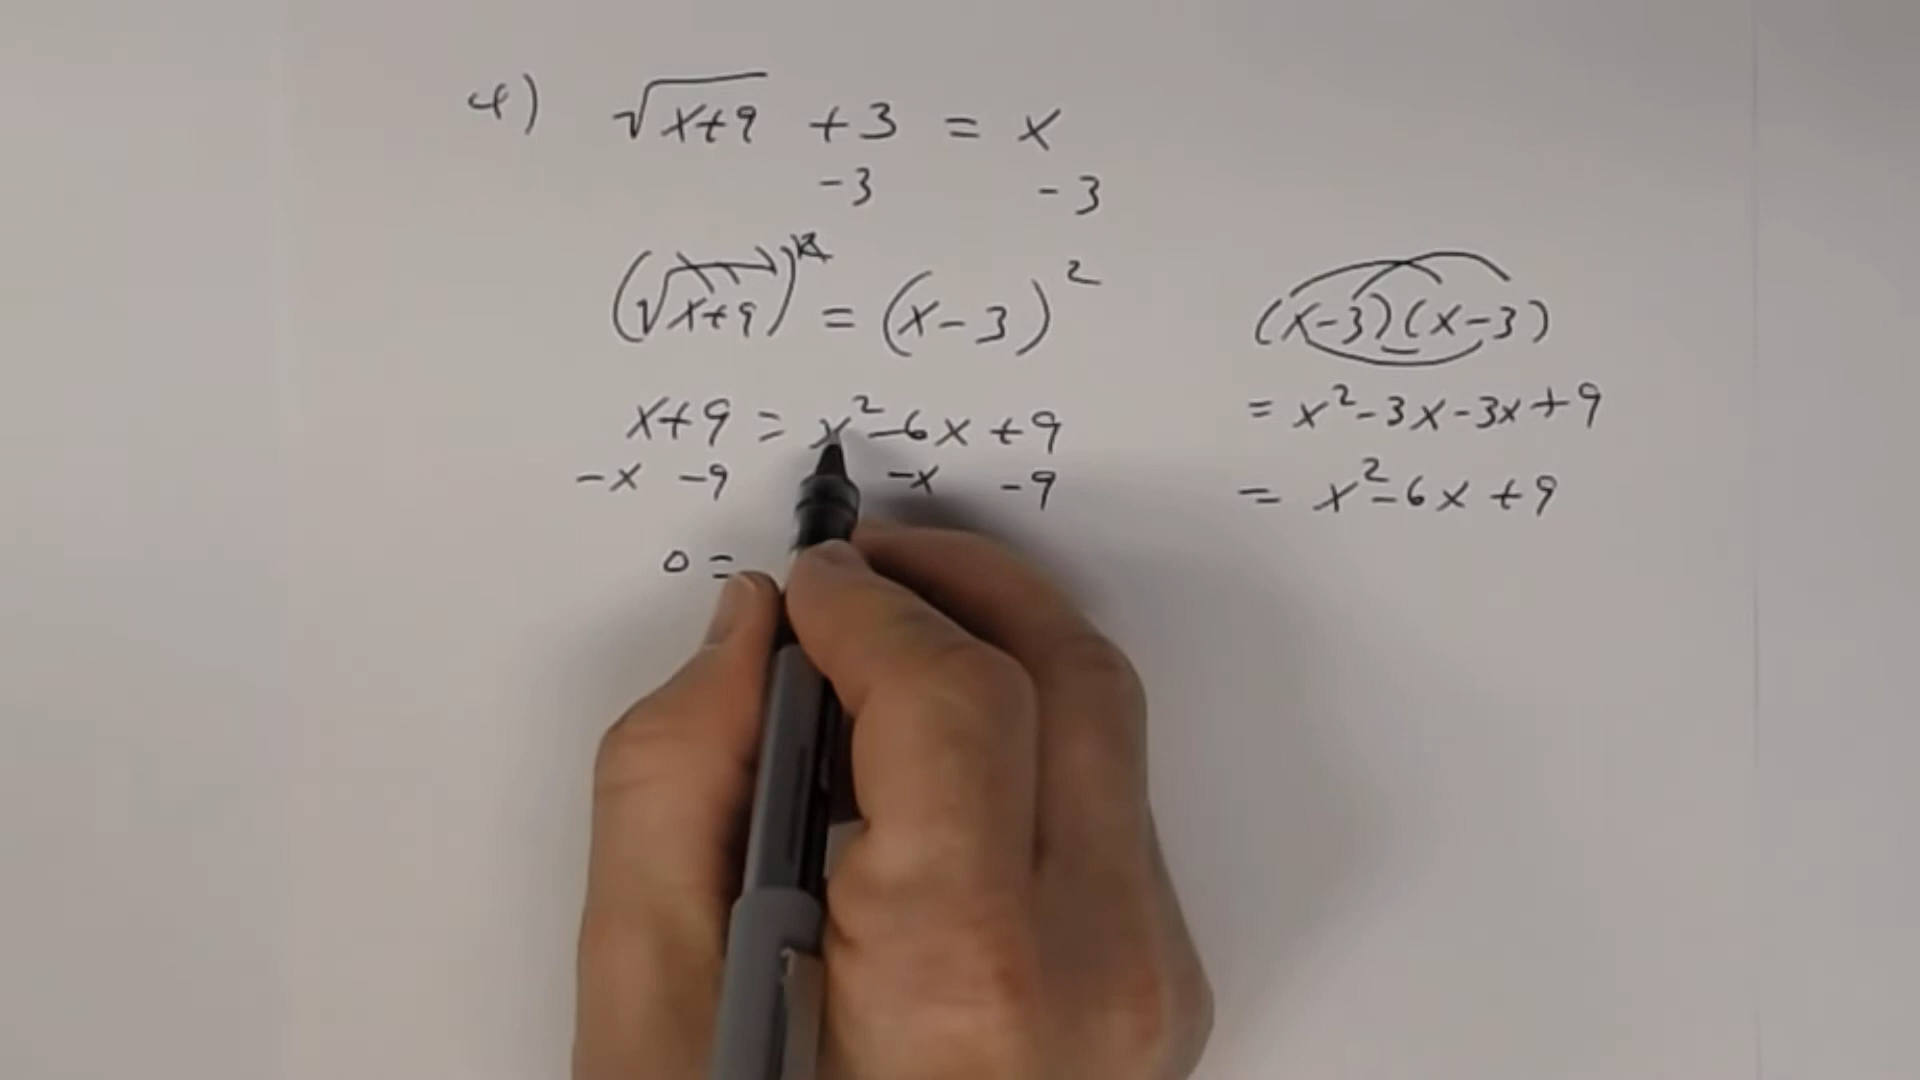 4) √x+9 + 3 = x
-3 -3
(√x+9)² = (x-3)²
x+9 = x²-6x+9
-x -9 -x -9
0 =
(x-3)(x-3)
= x²-3x-3x+9
= x²-6x+9